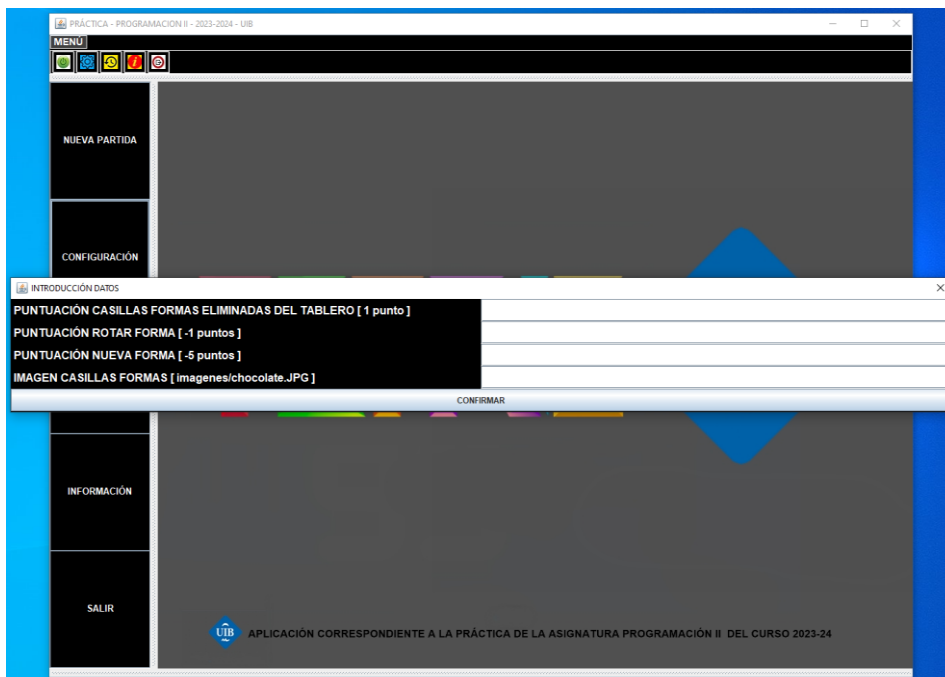 PRÁCTICA - PROGRAMACION II - 2023-2024 - UIB
MENÚ
NUEVA PARTIDA
CONFIGURACIÓN
INTRODUCCIÓN DATOS
PUNTUACIÓN CASILLAS FORMAS ELIMINADAS DEL TABLERO [ 1 punto ]
PUNTUACIÓN ROTAR FORMA [ -1 puntos ]
PUNTUACIÓN NUEVA FORMA [ -5 puntos ]
IMAGEN CASILLAS FORMAS [ imagenes/chocolate.JPG ]
CONFIRMAR
INFORMACIÓN
SALIR
UIB
APLICACIÓN CORRESPONDIENTE A LA PRÁCTICA DE LA ASIGNATURA PROGRAMACIÓN II DEL CURSO 2023-24